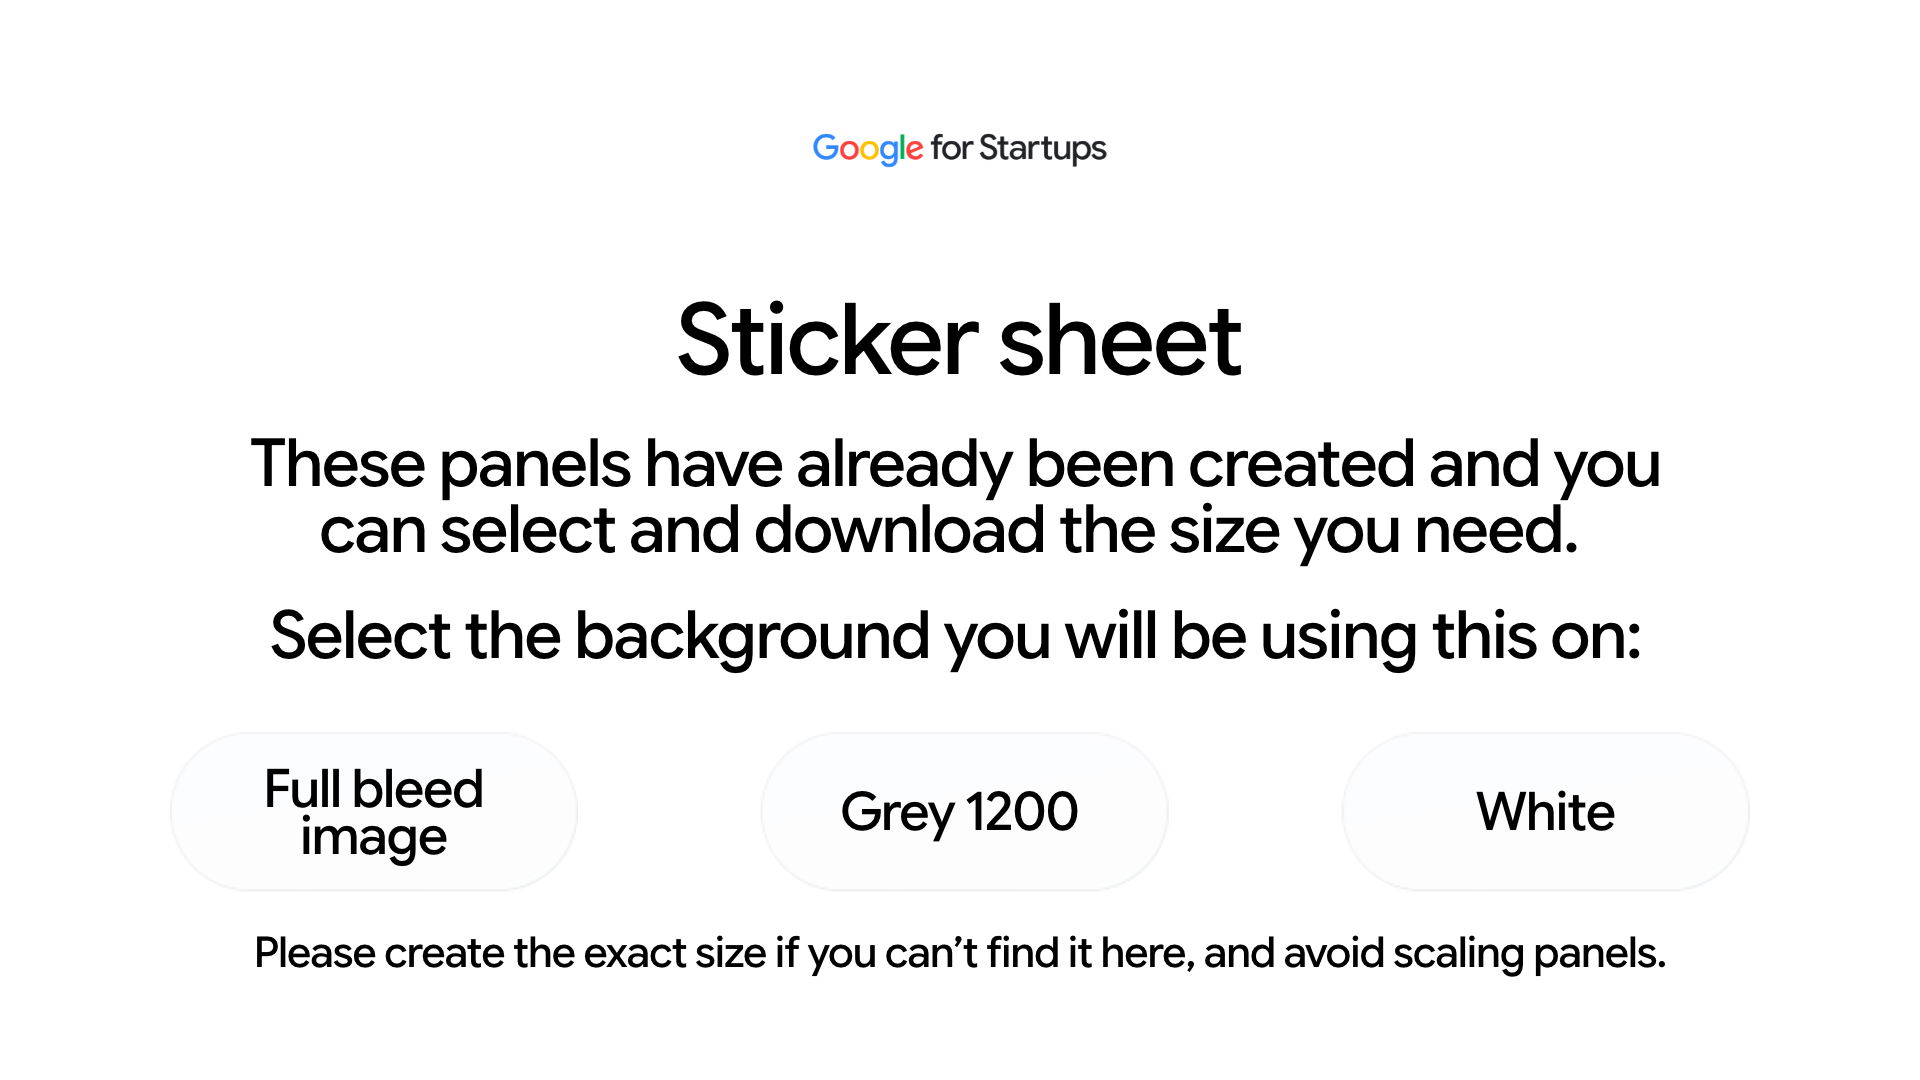 Google for Startups
Sticker sheet
These panels have already been created and you
can select and download the size you need.
Select the background you will be using this on:
Full bleed
image
Grey 1200
White
Please create the exact size if you can’t find it here, and avoid scaling panels.